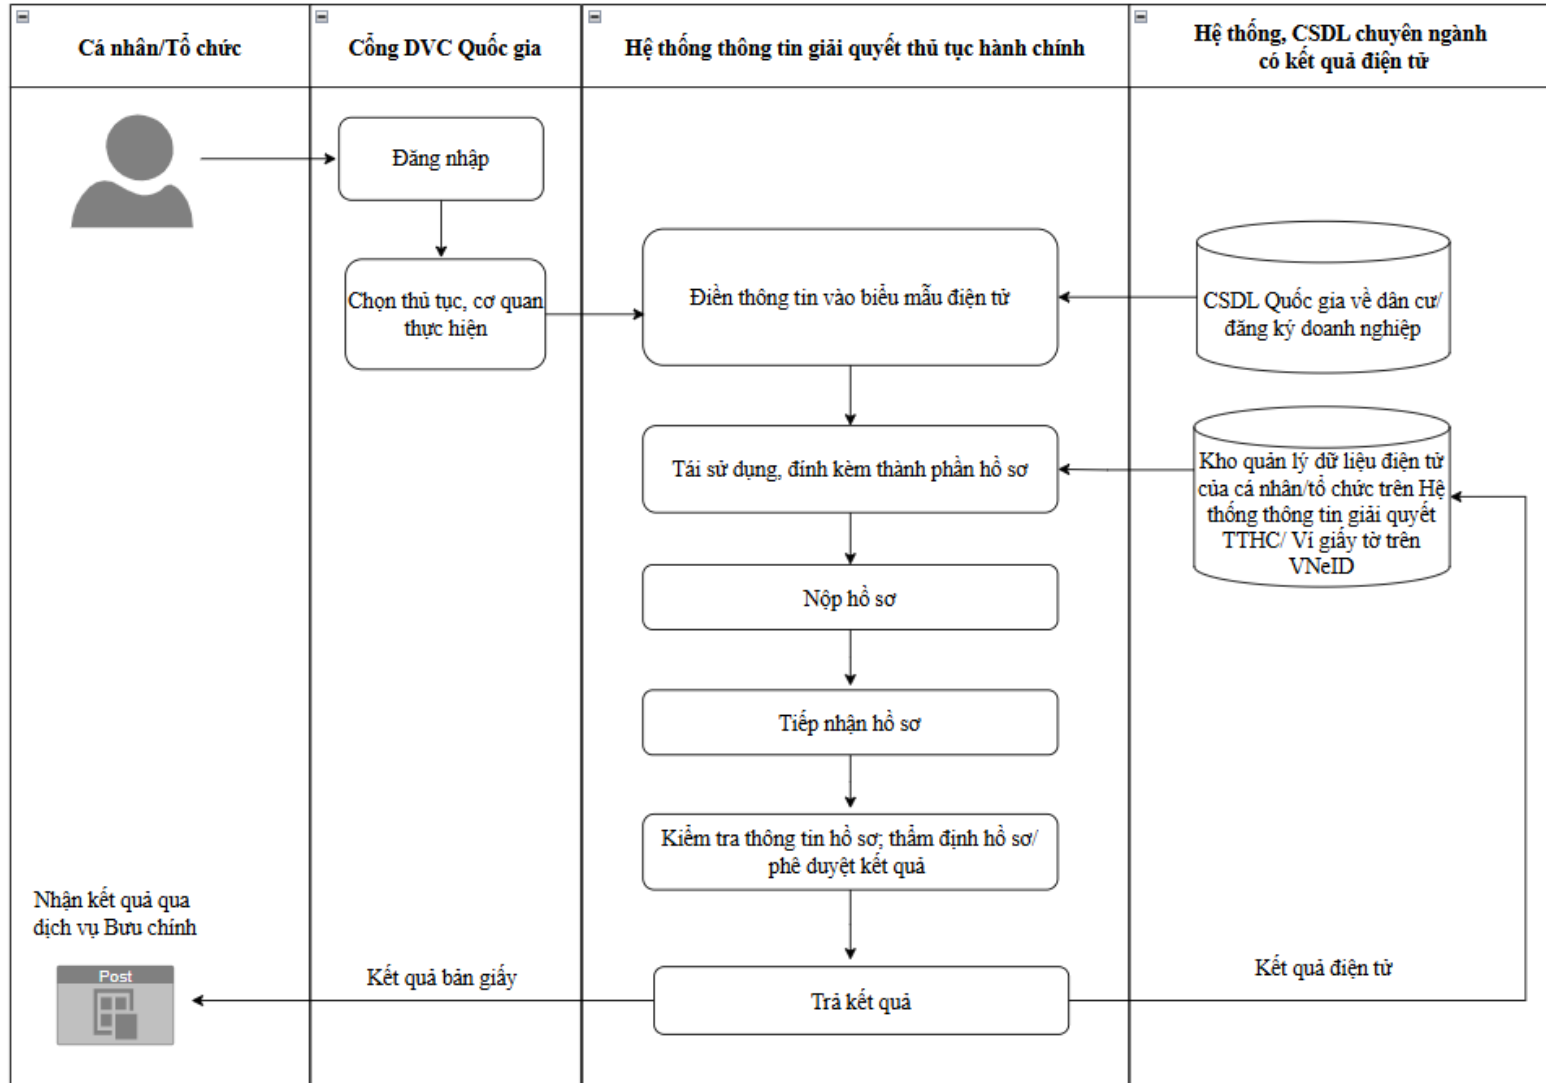 Cá nhân/Tổ chức
Cổng DVC Quốc gia
Hệ thống thông tin giải quyết thủ tục hành chính
Hệ thống, CSDL chuyên ngành
có kết quả điện tử
Đăng nhập
Chọn thủ tục, cơ quan
thực hiện
Điền thông tin vào biểu mẫu điện tử
CSDL Quốc gia về dân cư/
đăng ký doanh nghiệp
Tái sử dụng, đính kèm thành phần hồ sơ
Kho quản lý dữ liệu điện tử
của cá nhân/tổ chức trên Hệ
thống thông tin giải quyết
TTHC/ Ví giấy tờ trên
VNeID
Nộp hồ sơ
Tiếp nhận hồ sơ
Kiểm tra thông tin hồ sơ; thẩm định hồ sơ/
phê duyệt kết quả
Nhận kết quả qua
dịch vụ Bưu chính
Post
Kết quả bản giấy
Trả kết quả
Kết quả điện tử